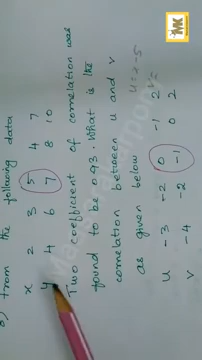 8) from the following data
x 2 3 5 4 7
y 4 6 7 8 10
Two coefficient of correlation was
found to be 0.93. What is the
correlation between u and v
as given below
u = x-5
v =
u -3 -2 0 -1 2
v -4 -2 -1 0 2
MK